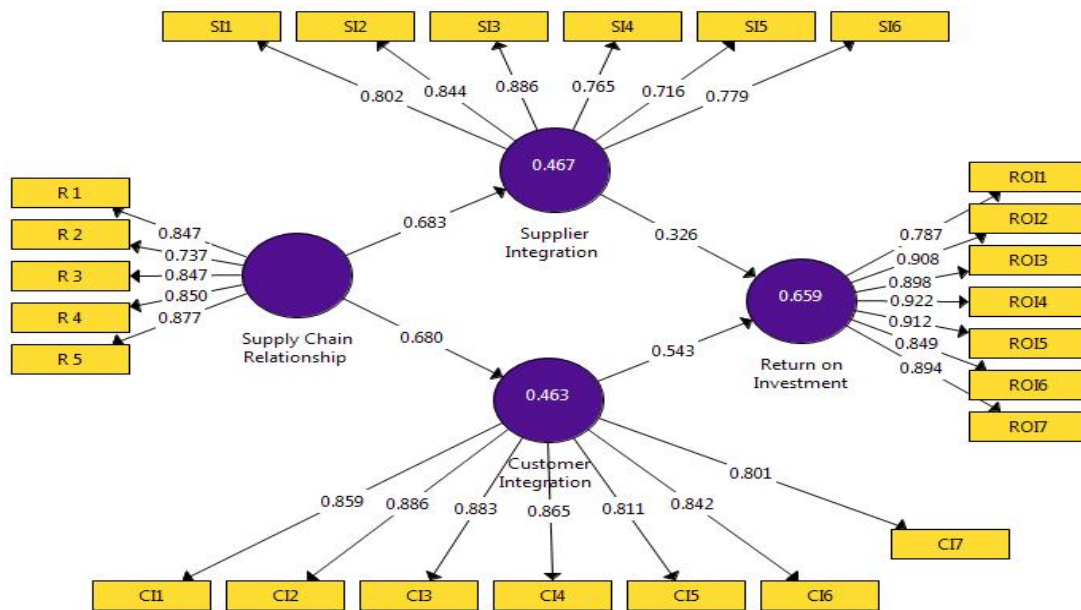 SI1
SI2
SI3
SI4
SI5
SI6
0.802
0.844
0.886
0.765
0.716
0.779
0.467
Supplier
Integration
R 1
R 2
R 3
R 4
R 5
0.847
0.737
0.847
0.850
0.877
Supply Chain
Relationship
0.683
0.680
0.326
0.543
0.659
Return on
Investment
ROI1
ROI2
ROI3
ROI4
ROI5
ROI6
ROI7
0.787
0.908
0.898
0.922
0.912
0.849
0.894
0.463
Customer
Integration
0.859
0.886
0.883
0.865
0.811
0.842
0.801
CI1
CI2
CI3
CI4
CI5
CI6
CI7